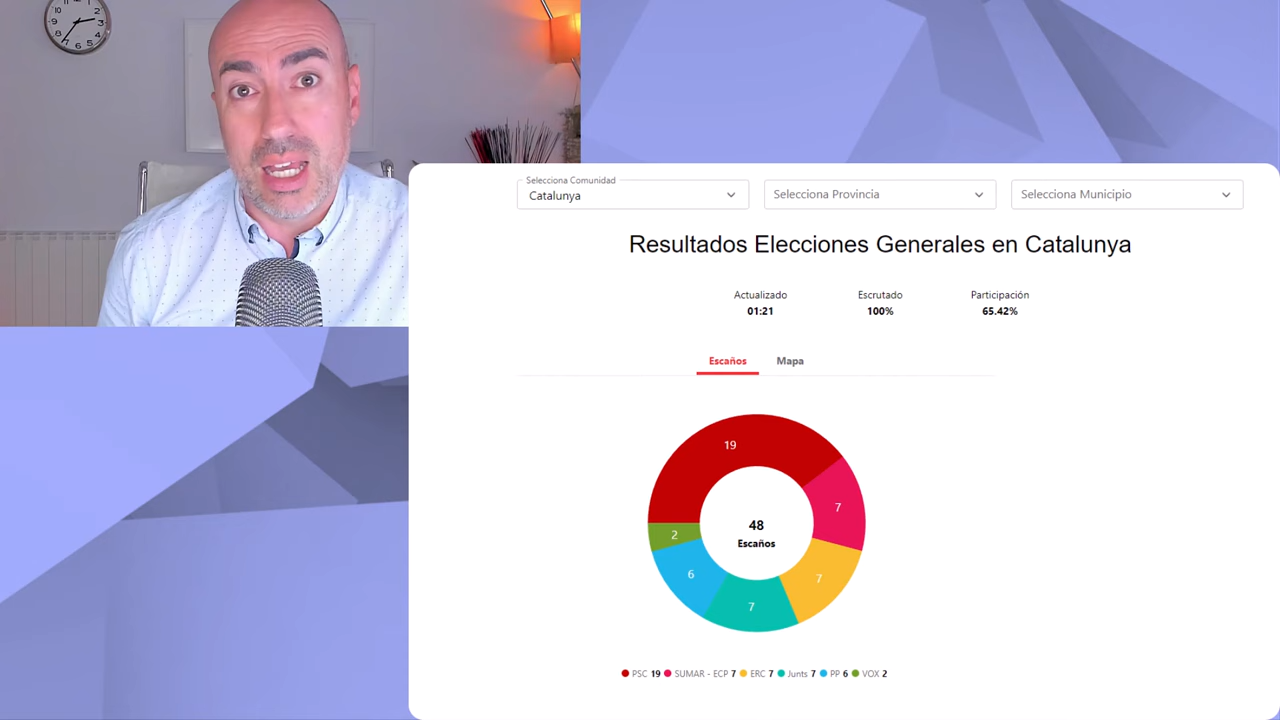 Selecciona Comunidad
Catalunya
Selecciona Provincia
Selecciona Municipio
Resultados Elecciones Generales en Catalunya
Actualizado Escrutado Participación
01:21 100% 65.42%
Escaños Mapa
19
7
2
48
Escaños
6
7
7
PSC 19 SUMAR - ECP 7 ERC 7 Junts 7 PP 6 VOX 2